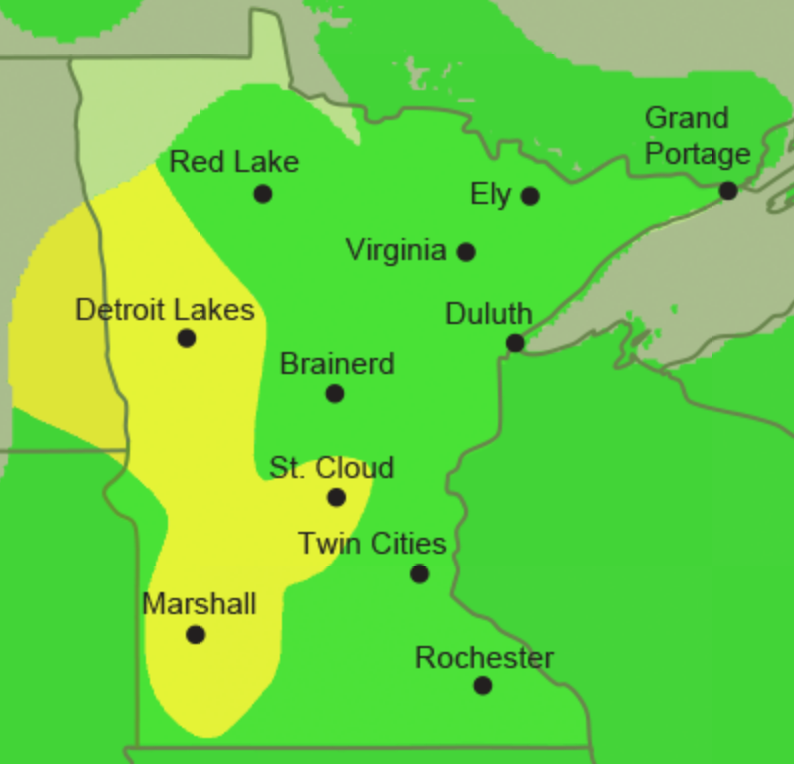 Grand
Portage
Red Lake
Ely
Virginia
Detroit Lakes
Duluth
Brainerd
St. Cloud
Twin Cities
Marshall
Rochester